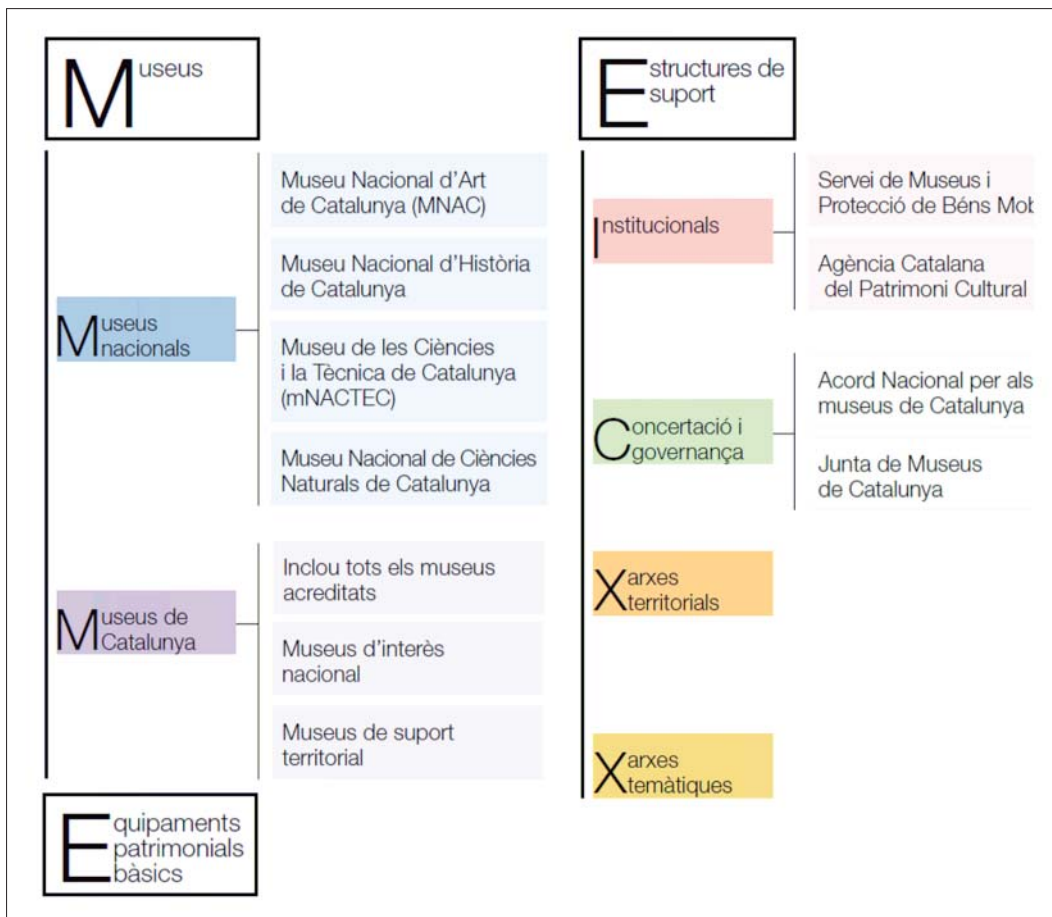 Museus
Museus
nacionals
Museu Nacional d’Art
de Catalunya (MNAC)
Museu Nacional d’Història
de Catalunya
Museu de les Ciències
i la Tècnica de Catalunya
(mNACTEC)
Museu Nacional de Ciències
Naturals de Catalunya
Museus de
Catalunya
Inclou tots els museus
acreditats
Museus d’interès
nacional
Museus de suport
territorial
Equipaments
patrimonials
bàsics
Estructures de
suport
Institucionals
Servei de Museus i
Protecció de Béns Mob
Agència Catalana
del Patrimoni Cultural
Concertació i
governança
Acord Nacional per als
museus de Catalunya
Junta de Museus
de Catalunya
Xarxes
territorials
Xarxes
temàtiques